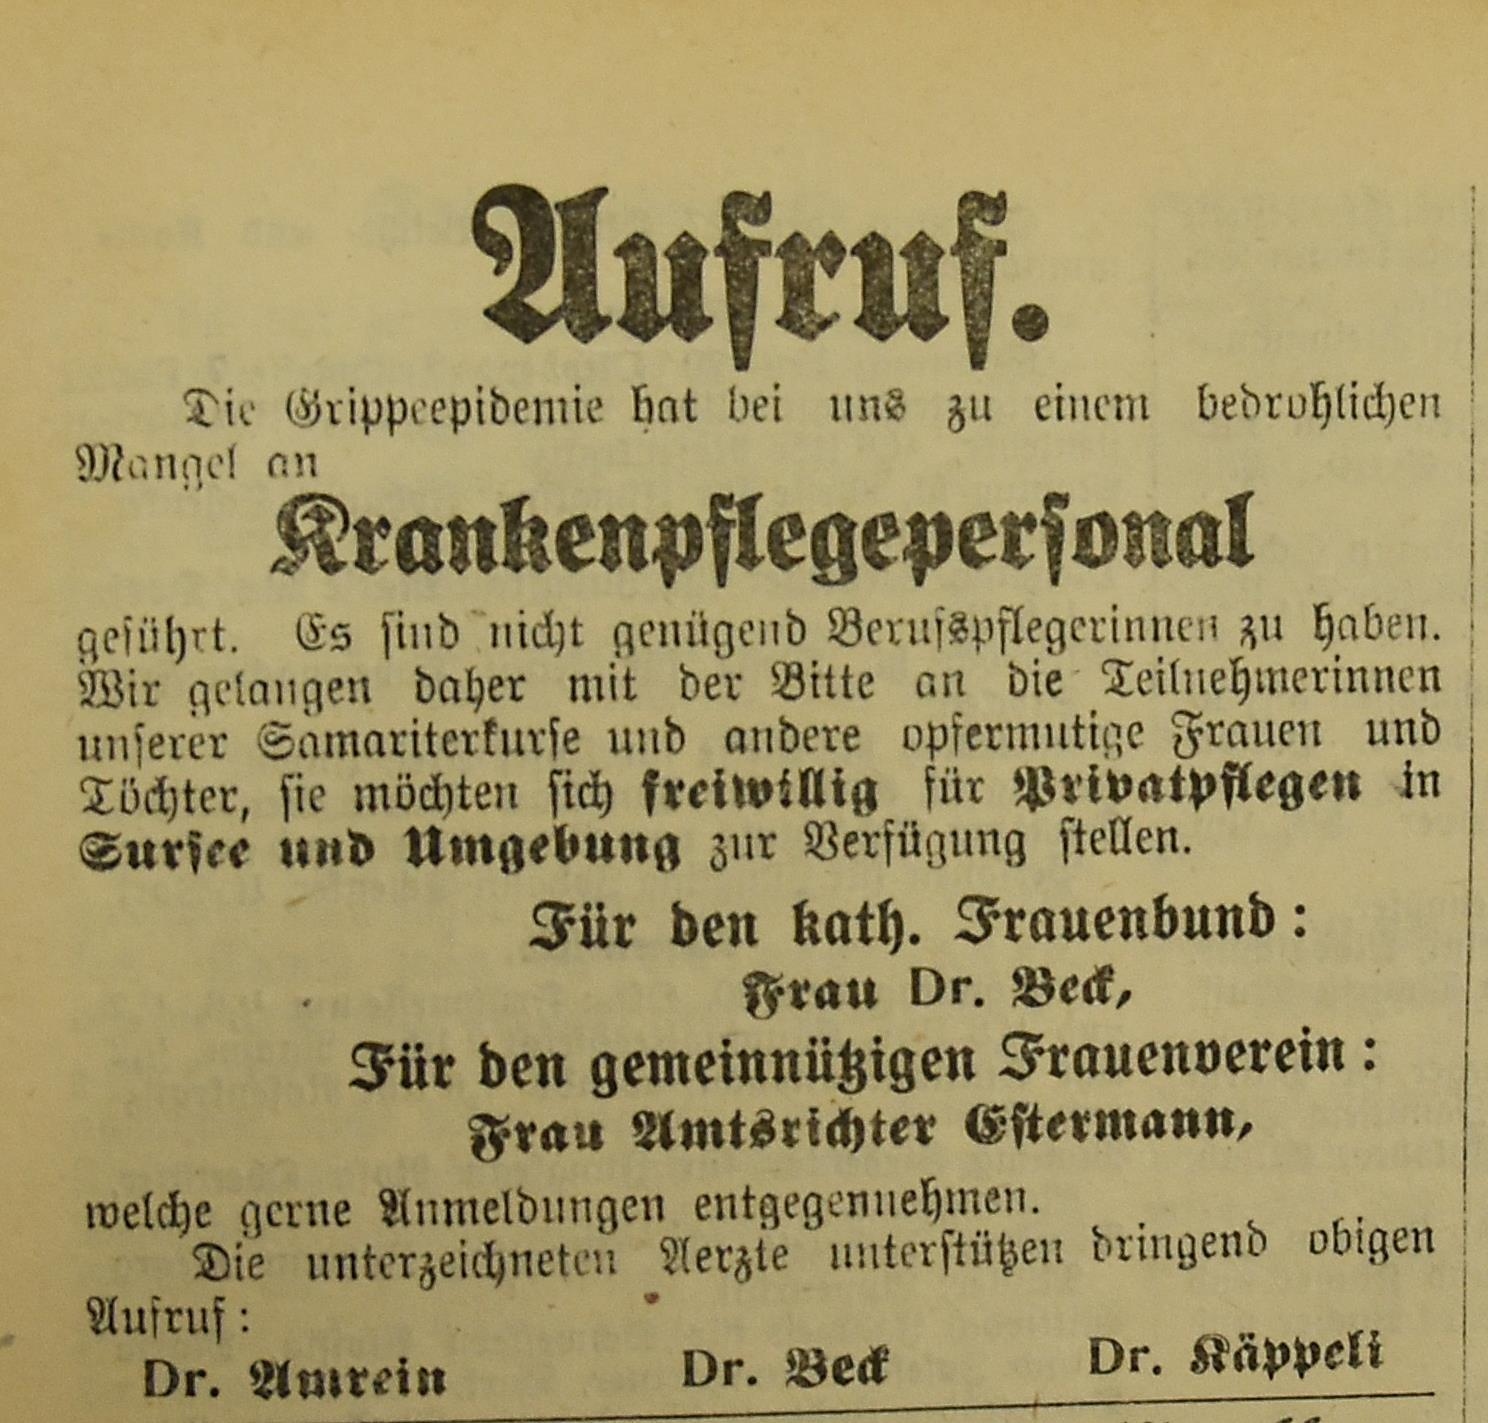 Aufruf.
Die Grippeepidemie hat bei uns zu einem bedrohlichen
Mangel an
Krankenpflegepersonal
geführt. Es sind nicht genügend Berufspflegerinnen zu haben.
Wir gelangen daher mit der Bitte an die Teilnehmerinnen
unserer Samariterkurse und andere opfermutige Frauen und
Töchter, sie möchten sich freiwillig für Privatpflegen in
Sursee und Umgebung zur Verfügung stellen.
Für den kath. Frauenbund:
Frau Dr. Beck,
Für den gemeinnützigen Frauenverein:
Frau Amtsrichter Estermann,
welche gerne Anmeldungen entgegennehmen.
Die unterzeichneten Aerzte unterstützen dringend obigen
Aufruf:
Dr. Amrein Dr. Beck Dr. Käppeli